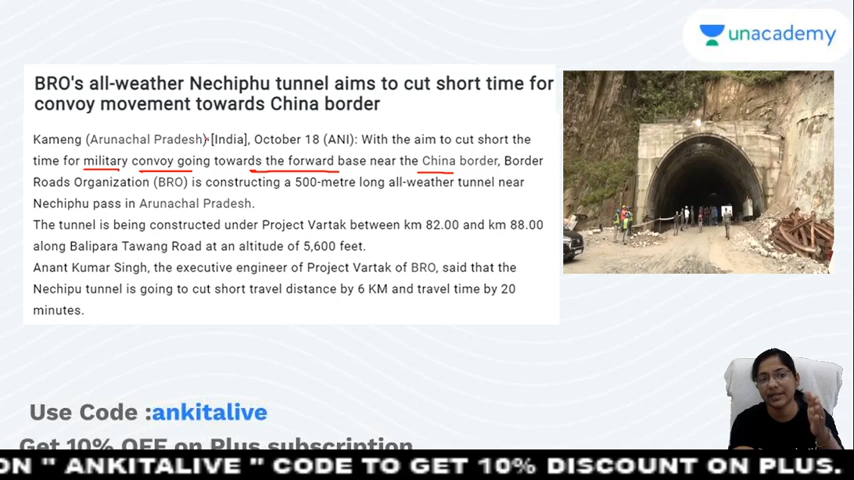 unacademy
BRO's all-weather Nechiphu tunnel aims to cut short time for
convoy movement towards China border
Kameng (Arunachal Pradesh) [India], October 18 (ANI): With the aim to cut short the
time for military convoy going towards the forward base near the China border, Border
Roads Organization (BRO) is constructing a 500-metre long all-weather tunnel near
Nechiphu pass in Arunachal Pradesh.
The tunnel is being constructed under Project Vartak between km 82.00 and km 88.00
along Balipara Tawang Road at an altitude of 5,600 feet.
Anant Kumar Singh, the executive engineer of Project Vartak of BRO, said that the
Nechipu tunnel is going to cut short travel distance by 6 KM and travel time by 20
minutes.
Use Code :ankitalive
Get 10% OFF on Plus subscription
ON " ANKITALIVE " CODE TO GET 10% DISCOUNT ON PLUS.